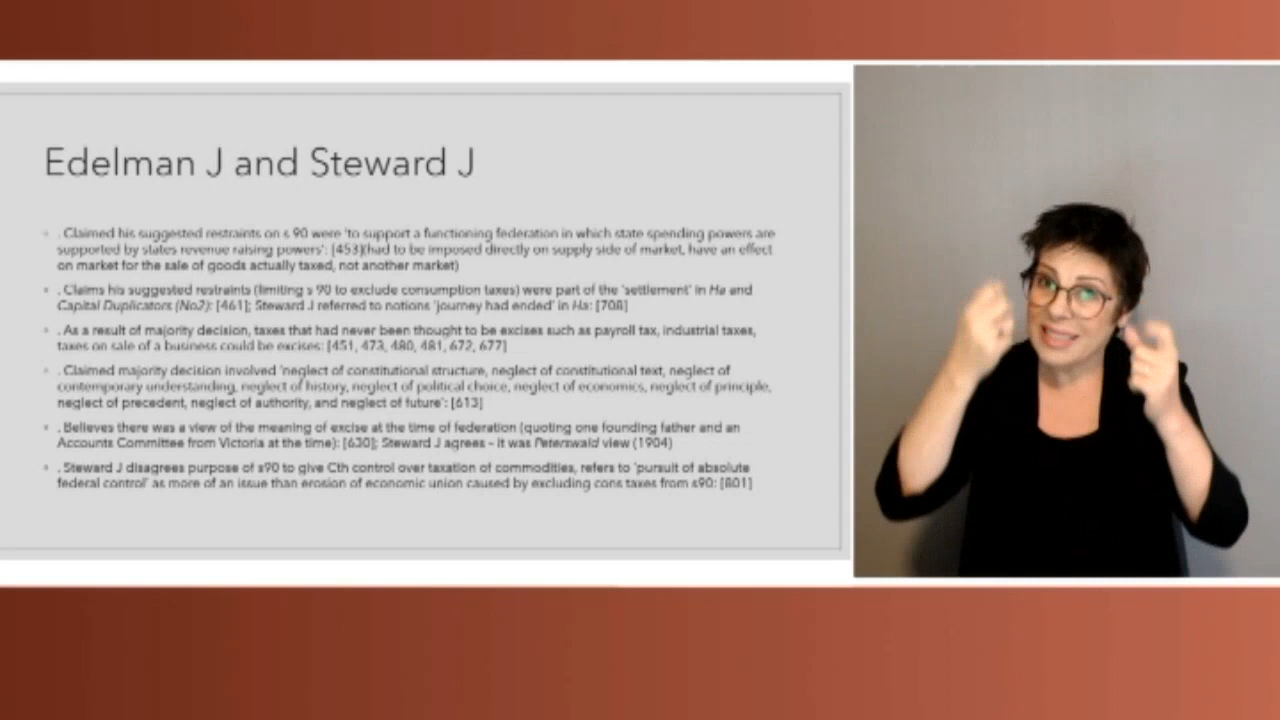 Edelman J and Steward J
. Claimed his suggested restraints on s 90 were 'to support a functioning federation in which state spending powers are
supported by states revenue raising powers': [453](had to be imposed directly on supply side of market, have an effect
on market for the sale of goods actually taxed, not another market)
. Claims his suggested restraints (limiting s 90 to exclude consumption taxes) were part of the 'settlement' in Ha and
Capital Duplicators (No2): [461]; Steward J referred to notions 'journey had ended' in Ha: [708]
. As a result of majority decision, taxes that had never been thought to be excises such as payroll tax, industrial taxes,
taxes on sale of a business could be excises: [451, 473, 480, 481, 672, 677]
. Claimed majority decision involved 'neglect of constitutional structure, neglect of constitutional text, neglect of
contemporary understanding, neglect of history, neglect of political choice, neglect of economics, neglect of principle,
neglect of precedent, neglect of authority, and neglect of future': [613]
. Believes there was a view of the meaning of excise at the time of federation (quoting one founding father and an
Accounts Committee from Victoria at the time): [630]; Steward J agrees – it was Peterswald view (1904)
. Steward J disagrees purpose of s90 to give Cth control over taxation of commodities, refers to 'pursuit of absolute
federal control' as more of an issue than erosion of economic union caused by excluding cons taxes from s90: [801]